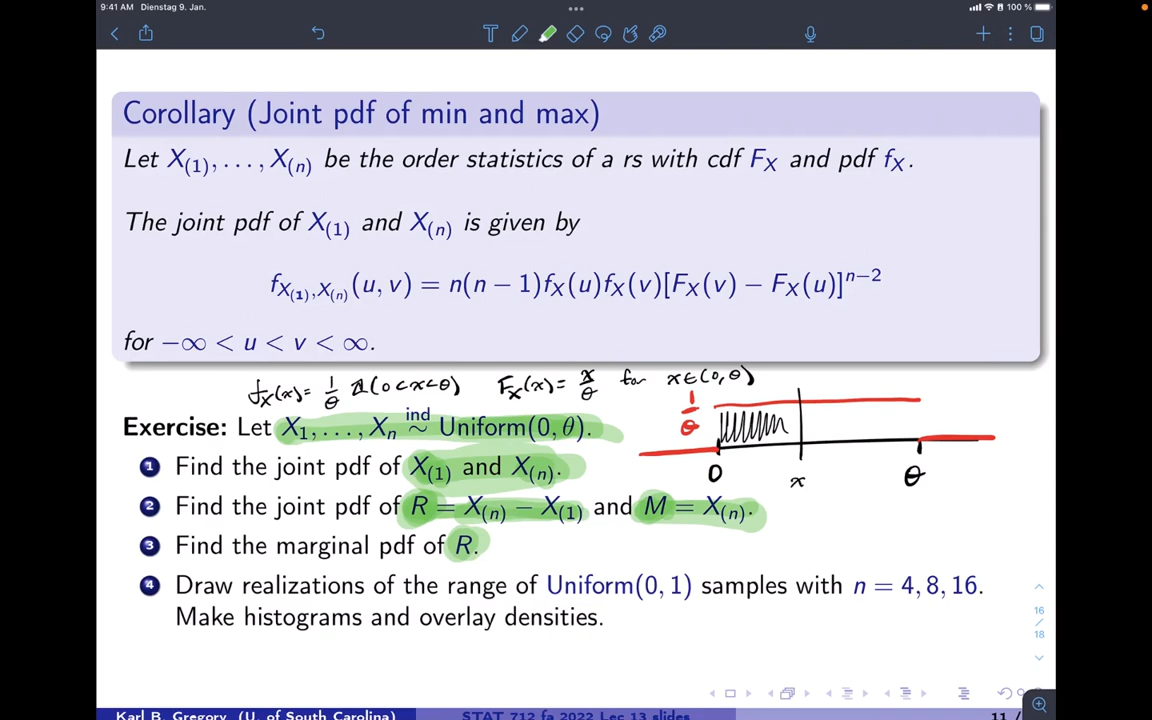 9:41 AM Dienstag 9. Jan.
100 %
Corollary (Joint pdf of min and max)
Let X(1), . . . , X(n) be the order statistics of a rs with cdf FX and pdf fX.
The joint pdf of X(1) and X(n) is given by
fX(1),X(n)(u, v) = n(n − 1)fX(u)fX(v)[FX(v) − FX(u)]^n−2
for −∞ < u < v < ∞.
fX(x) = 1/θ 1(0<x<θ) FX(x) = x/θ for x∈(0,θ)
1/θ
Exercise: Let X1, . . . , Xn ind∼ Uniform(0, θ).
0 x θ
1 Find the joint pdf of X(1) and X(n).
2 Find the joint pdf of R = X(n) − X(1) and M = X(n).
3 Find the marginal pdf of R.
4 Draw realizations of the range of Uniform(0, 1) samples with n = 4, 8, 16.
Make histograms and overlay densities.
16
/
18
Karl B. Gregory (U. of South Carolina) STAT 712 fa 2022 Lec 13 slides 11 /